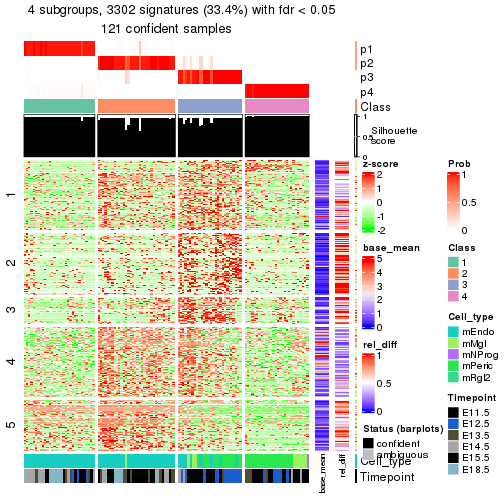 4 subgroups, 3302 signatures (33.4%) with fdr < 0.05
121 confident samples
p1
p2
p3
p4
Class
1
0.5
0
Silhouette
score
1
2
3
4
5
z-score
2
1
0
-1
-2
base_mean
5
4
3
2
1
0
rel_diff
1
0.5
0
Status (barplots)
confident
ambiguous
Cell_type
Timepoint
base_mean
rel_diff
Prob
1
0.5
0
Class
1
2
3
4
Cell_type
mEndo
mMgl
mNProg
mPeric
mRgl2
Timepoint
E11.5
E12.5
E13.5
E14.5
E15.5
E18.5